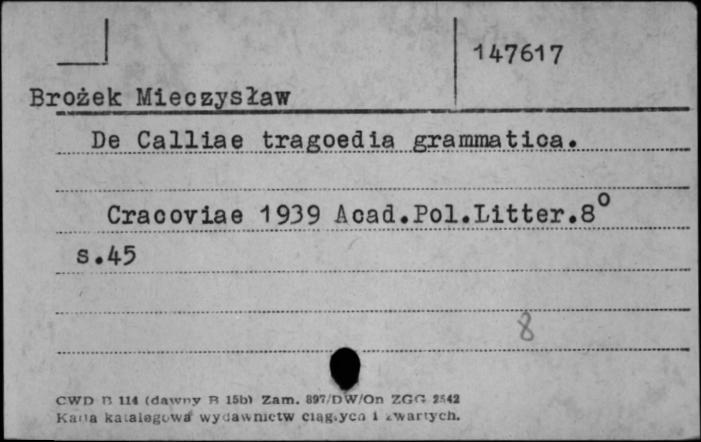 147617
Brożek Mieczysław
De Calliae tragoedia grammatica.
Cracoviae 1939 Acad.Pol.Litter.8°
s.45
8
CWD B 114 (dawny B 15b) Zam. 897/DW/On ZGG 2542
Karta katalogowa wydawnictw ciągłych i zwartych.